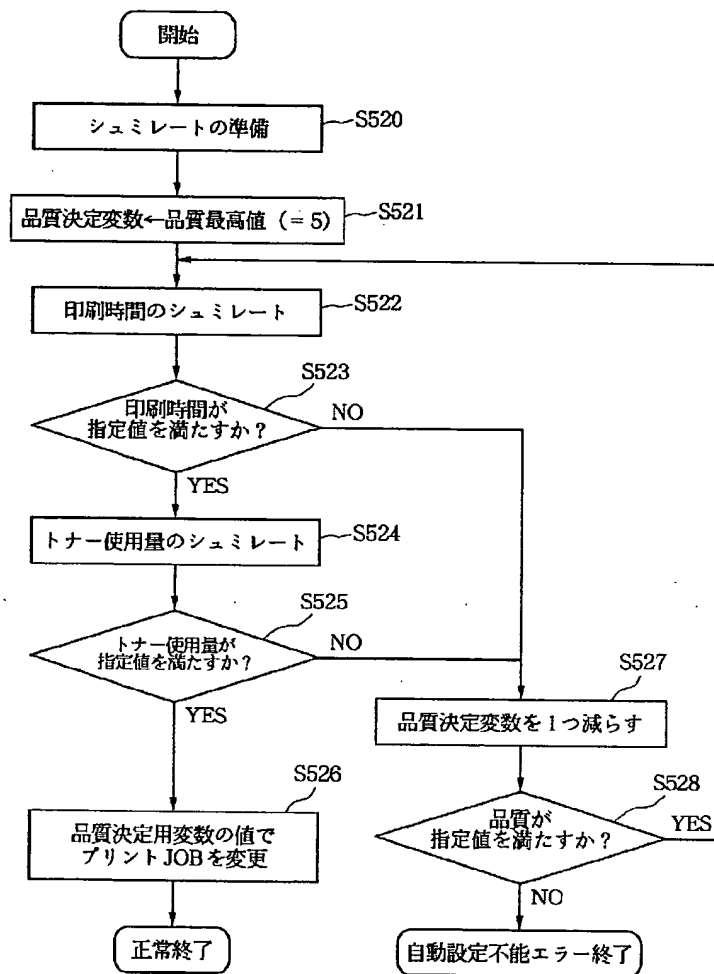 開始
シュミレートの準備
S520
品質決定変数←品質最高値 (= 5)
S521
印刷時間のシュミレート
S522
S523
印刷時間が
指定値を満たすか?
NO
YES
トナー使用量のシュミレート
S524
S525
トナー使用量が
指定値を満たすか?
NO
YES
S527
品質決定変数を1つ減らす
S526
品質決定用変数の値で
プリントJOBを変更
S528
品質が
指定値を満たすか?
YES
NO
正常終了
自動設定不能エラー終了